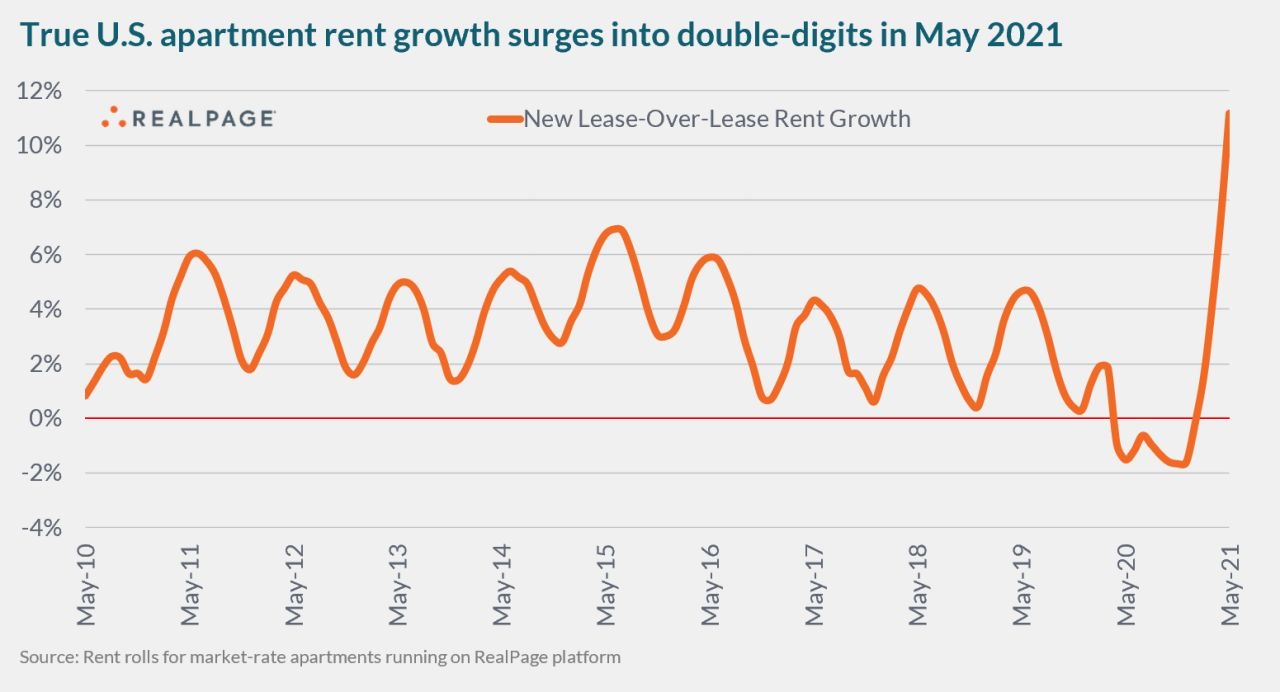 True U.S. apartment rent growth surges into double-digits in May 2021
12%
REALPAGE
New Lease-Over-Lease Rent Growth
10%
8%
6%
4%
2%
0%
-2%
-4%
May-10
May-11
May-12
May-13
May-14
May-15
May-16
May-17
May-18
May-19
May-20
May-21
Source: Rent rolls for market-rate apartments running on RealPage platform